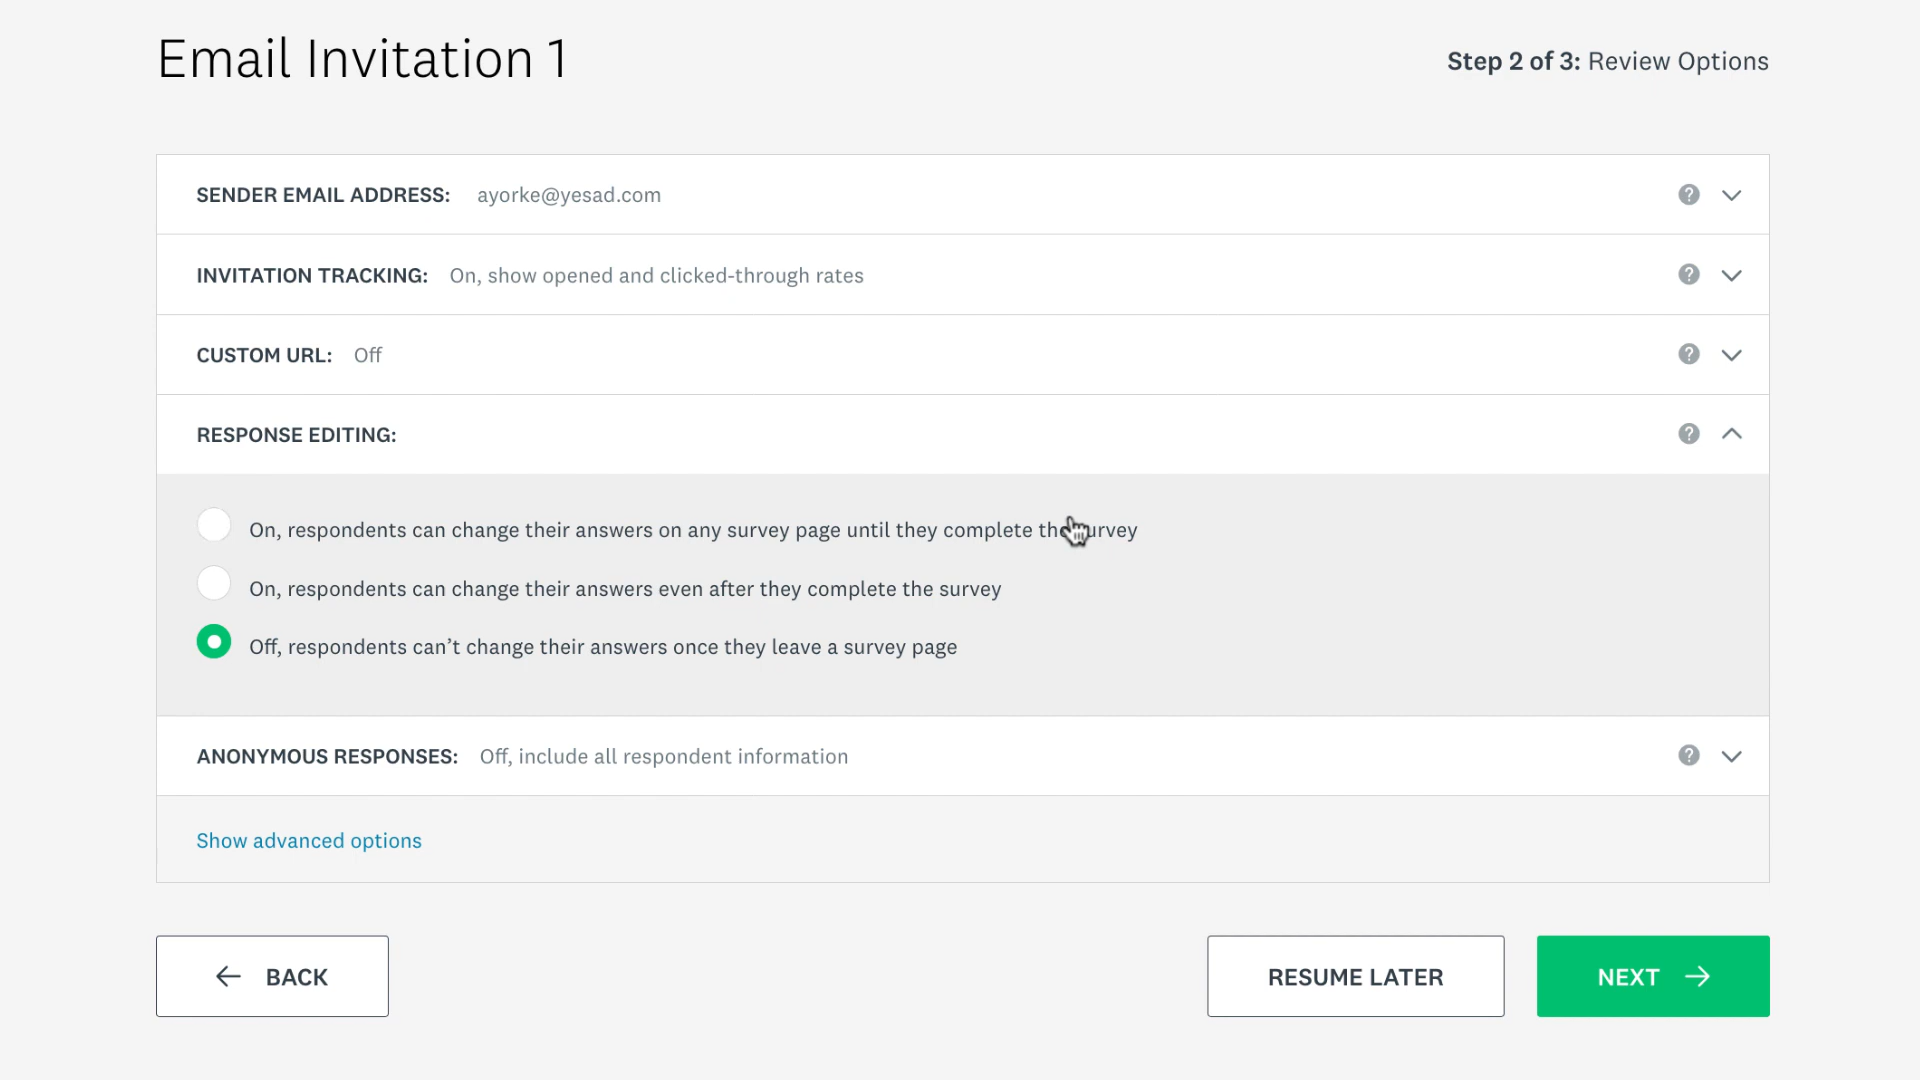 Email Invitation 1
Step 2 of 3: Review Options
SENDER EMAIL ADDRESS: ayorke@yesad.com
INVITATION TRACKING: On, show opened and clicked-through rates
CUSTOM URL: Off
RESPONSE EDITING:
On, respondents can change their answers on any survey page until they complete the survey
On, respondents can change their answers even after they complete the survey
Off, respondents can’t change their answers once they leave a survey page
ANONYMOUS RESPONSES: Off, include all respondent information
Show advanced options
BACK
RESUME LATER
NEXT